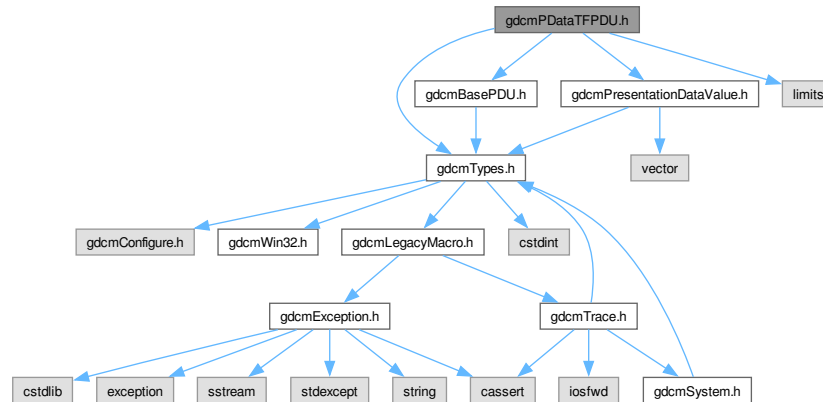 gdcmPDataTFPDU.h
gdcmBasePDU.h
gdcmPresentationDataValue.h
limits
gdcmTypes.h
vector
gdcmConfigure.h
gdcmWin32.h
gdcmLegacyMacro.h
cstdint
gdcmException.h
gdcmTrace.h
cstdlib
exception
sstream
stdexcept
string
cassert
iosfwd
gdcmSystem.h